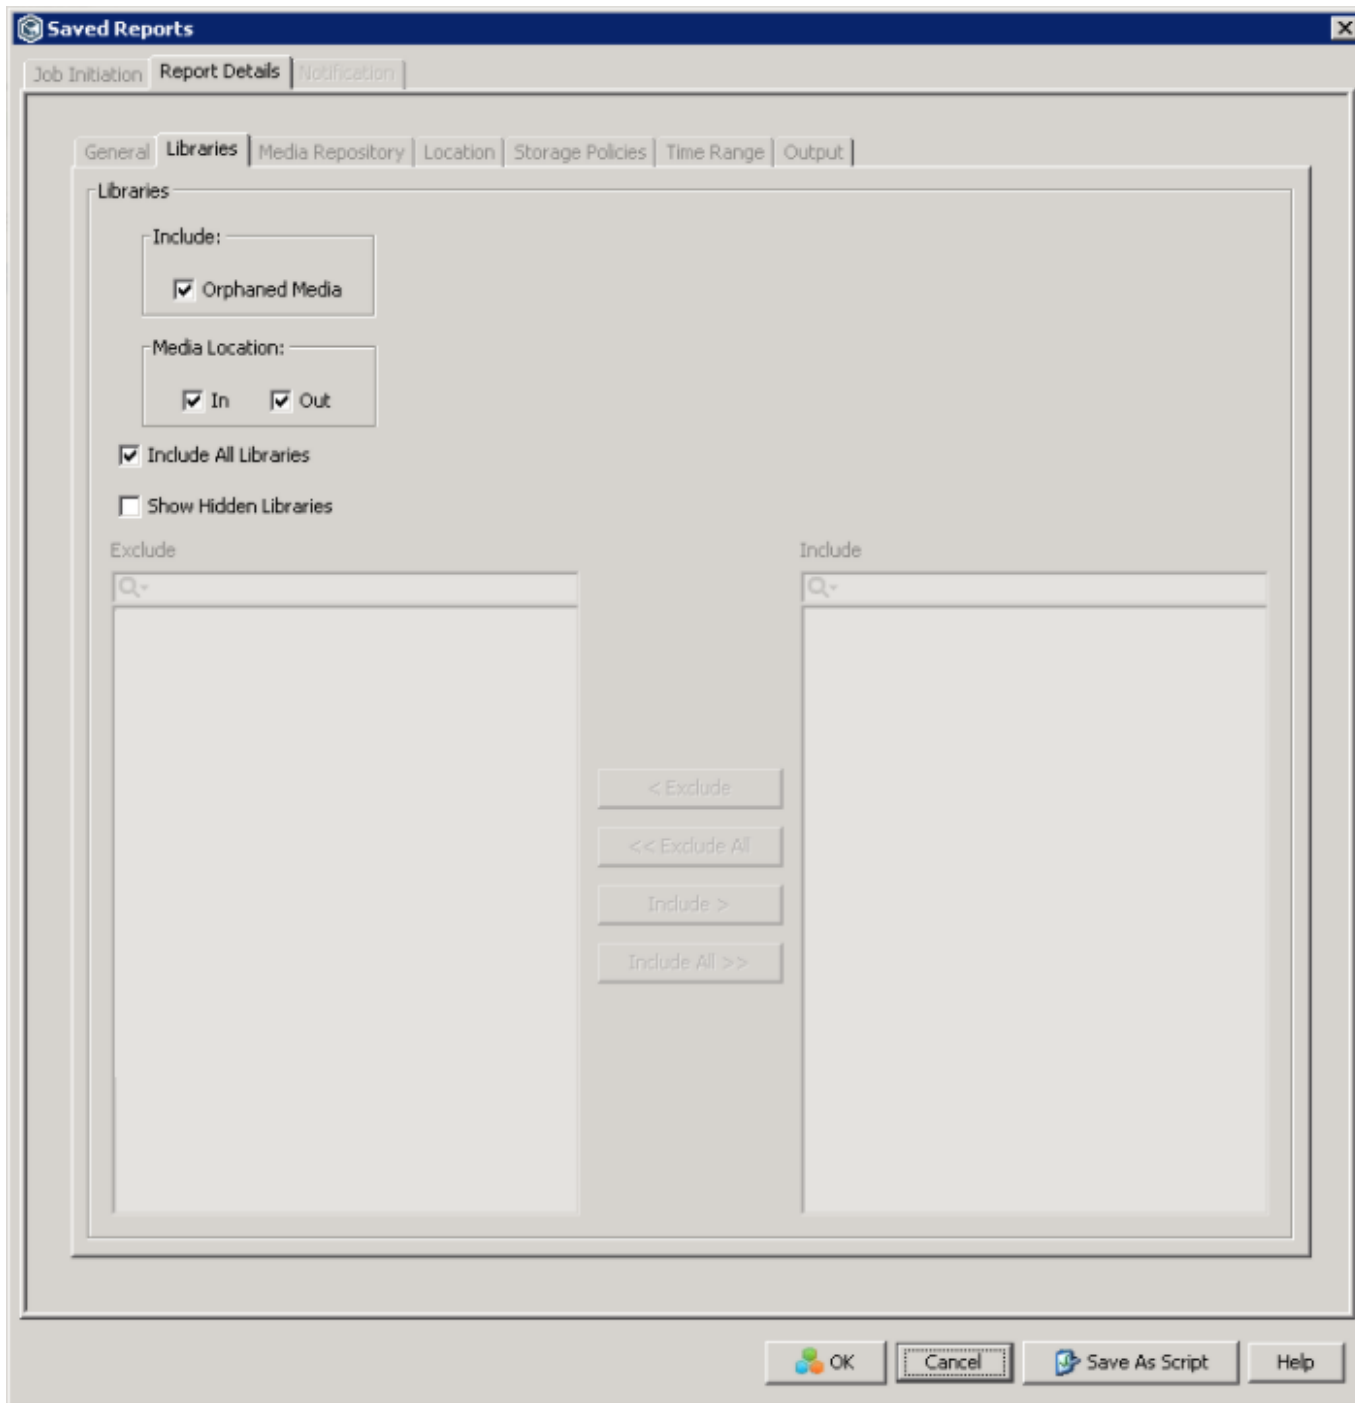 Saved Reports
Job Initiation Report Details Notification
General Libraries Media Repository Location Storage Policies Time Range Output
Libraries
Include:
Orphaned Media
Media Location:
In Out
Include All Libraries
Show Hidden Libraries
Exclude Include
< Exclude
<< Exclude All
Include >
Include All >>
OK Cancel Save As Script Help